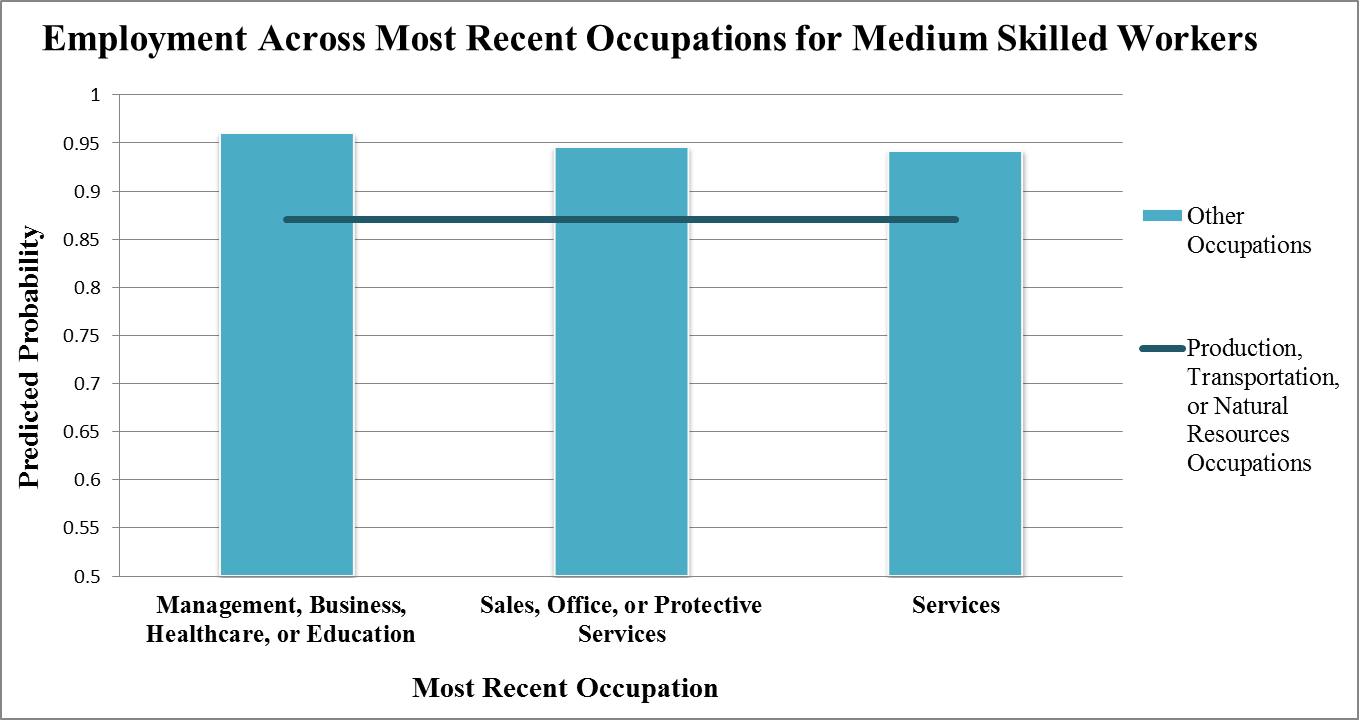 Employment Across Most Recent Occupations for Medium Skilled Workers
1
0.95
0.9
0.85
0.8
0.75
0.7
0.65
0.6
0.55
0.5
Predicted Probability
Management, Business,
Healthcare, or Education
Sales, Office, or Protective
Services
Services
Most Recent Occupation
Other
Occupations
Production,
Transportation,
or Natural
Resources
Occupations